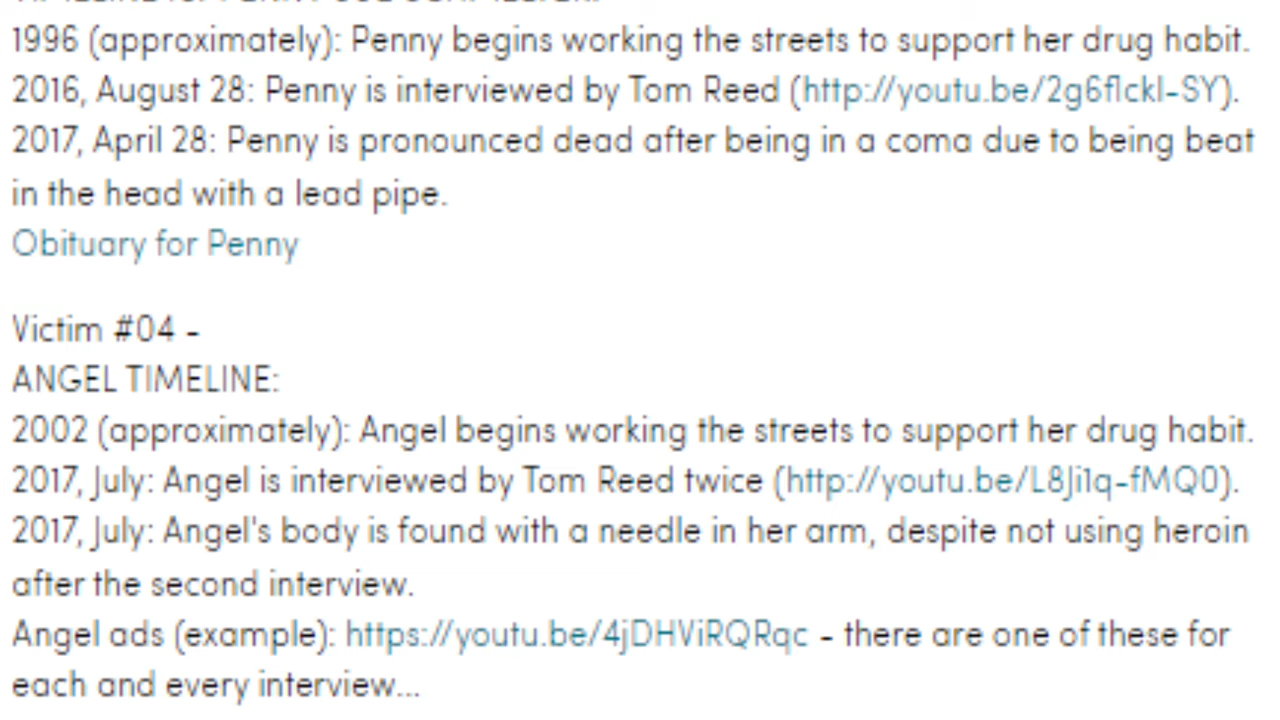 1996 (approximately): Penny begins working the streets to support her drug habit.
2016, August 28: Penny is interviewed by Tom Reed (http://youtu.be/2g6flckl-SY).
2017, April 28: Penny is pronounced dead after being in a coma due to being beat
in the head with a lead pipe.
Obituary for Penny
Victim #04 -
ANGEL TIMELINE:
2002 (approximately): Angel begins working the streets to support her drug habit.
2017, July: Angel is interviewed by Tom Reed twice (http://youtu.be/L8Ji1q-fMQ0).
2017, July: Angel's body is found with a needle in her arm, despite not using heroin
after the second interview.
Angel ads (example): https://youtu.be/4jDHViRQRqc - there are one of these for
each and every interview...